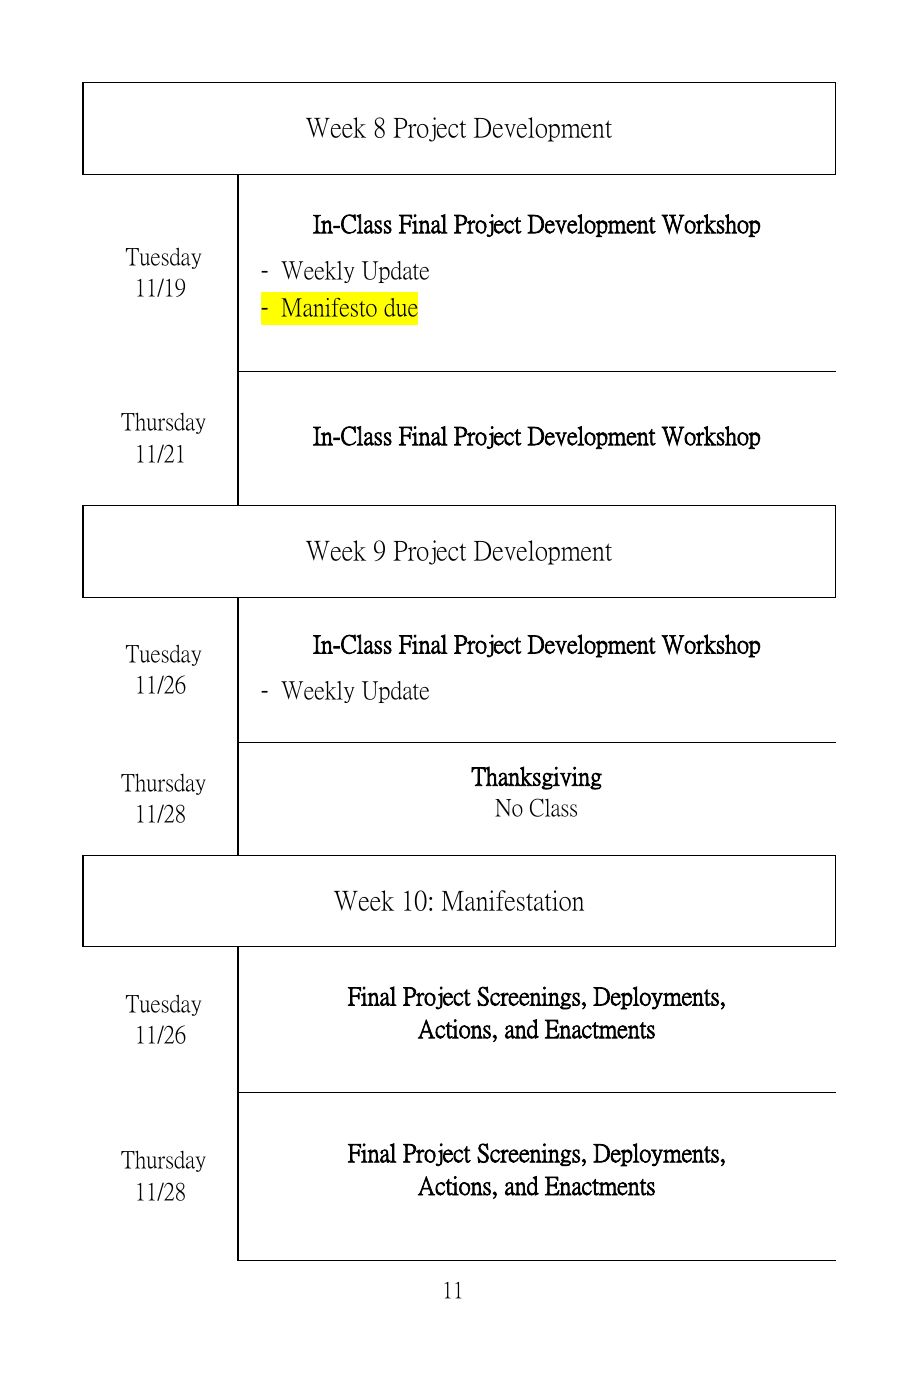 Week 8 Project Development
In-Class Final Project Development Workshop
Tuesday
11/19
- Weekly Update
- Manifesto due
Thursday
11/21
In-Class Final Project Development Workshop
Week 9 Project Development
In-Class Final Project Development Workshop
Tuesday
11/26
- Weekly Update
Thursday
11/28
Thanksgiving
No Class
Week 10: Manifestation
Tuesday
11/26
Final Project Screenings, Deployments,
Actions, and Enactments
Thursday
11/28
Final Project Screenings, Deployments,
Actions, and Enactments
11